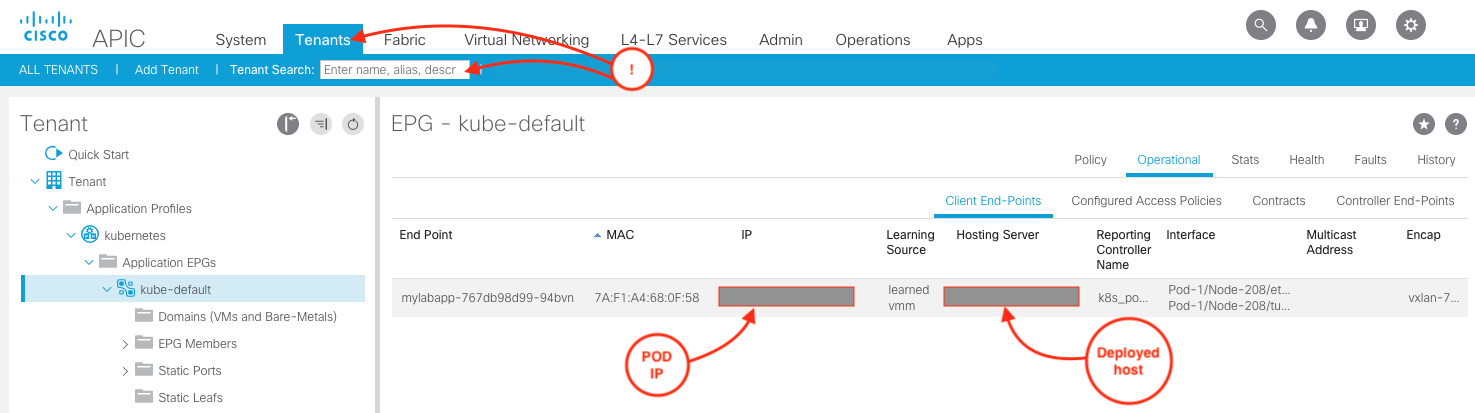 CISCO
APIC
System Tenants Fabric Virtual Networking L4-L7 Services Admin Operations Apps
ALL TENANTS | Add Tenant | Tenant Search: Enter name, alias, descr
!
Tenant
Quick Start
Tenant
Application Profiles
kubernetes
Application EPGs
kube-default
Domains (VMs and Bare-Metals)
EPG Members
Static Ports
Static Leafs
EPG - kube-default
?
Policy Operational Stats Health Faults History
Client End-Points Configured Access Policies Contracts Controller End-Points
End Point MAC IP Learning Source Hosting Server Reporting Controller Name Interface Multicast Address Encap
mylabapp-767db98d99-94bvn 7A:F1:A4:68:0F:58 learned vmm k8s_po... Pod-1/Node-208/et... Pod-1/Node-208/tu... vxlan-7...
POD
IP
Deployed
host